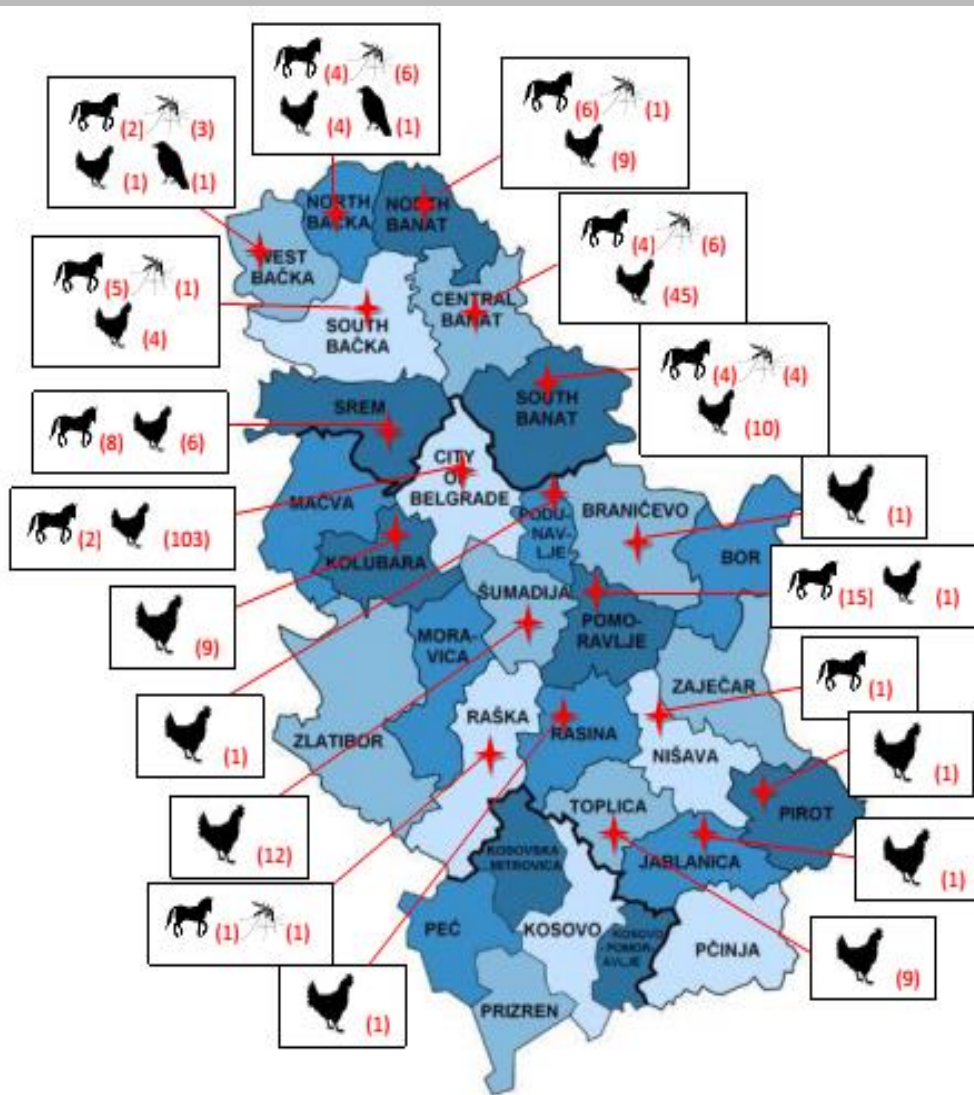 (4) (6)
(4) (1)
(2) (3)
(1) (1)
(6) (1)
(9)
NORTH
BAČKA
NORTH
BANAT
(4) (6)
(45)
WEST
BAČKA
(5) (1)
(4)
CENTRAL
BANAT
SOUTH
BAČKA
(4) (4)
(10)
SREM
SOUTH
BANAT
(8) (6)
CITY
OF
BELGRADE
(1)
MAČVA
PODU-
NAV-
LJE
BRANIČEVO
(2) (103)
KOLUBARA
BOR
ŠUMADIJA
(15) (1)
(9)
MORA-
VICA
POMO-
RAVLJE
ZAJEČAR
(1)
RAŠKA
RASINA
ZLATIBOR
NIŠAVA
(1)
(1)
TOPLICA
PIROT
(12)
KOSOVSKA
MITROVICA
JABLANICA
(1)
(1) (1)
PEĆ
KOSOVO
KOSOVO
-POMOR-
AVLJE
PČINJA
(9)
(1)
PRIZREN